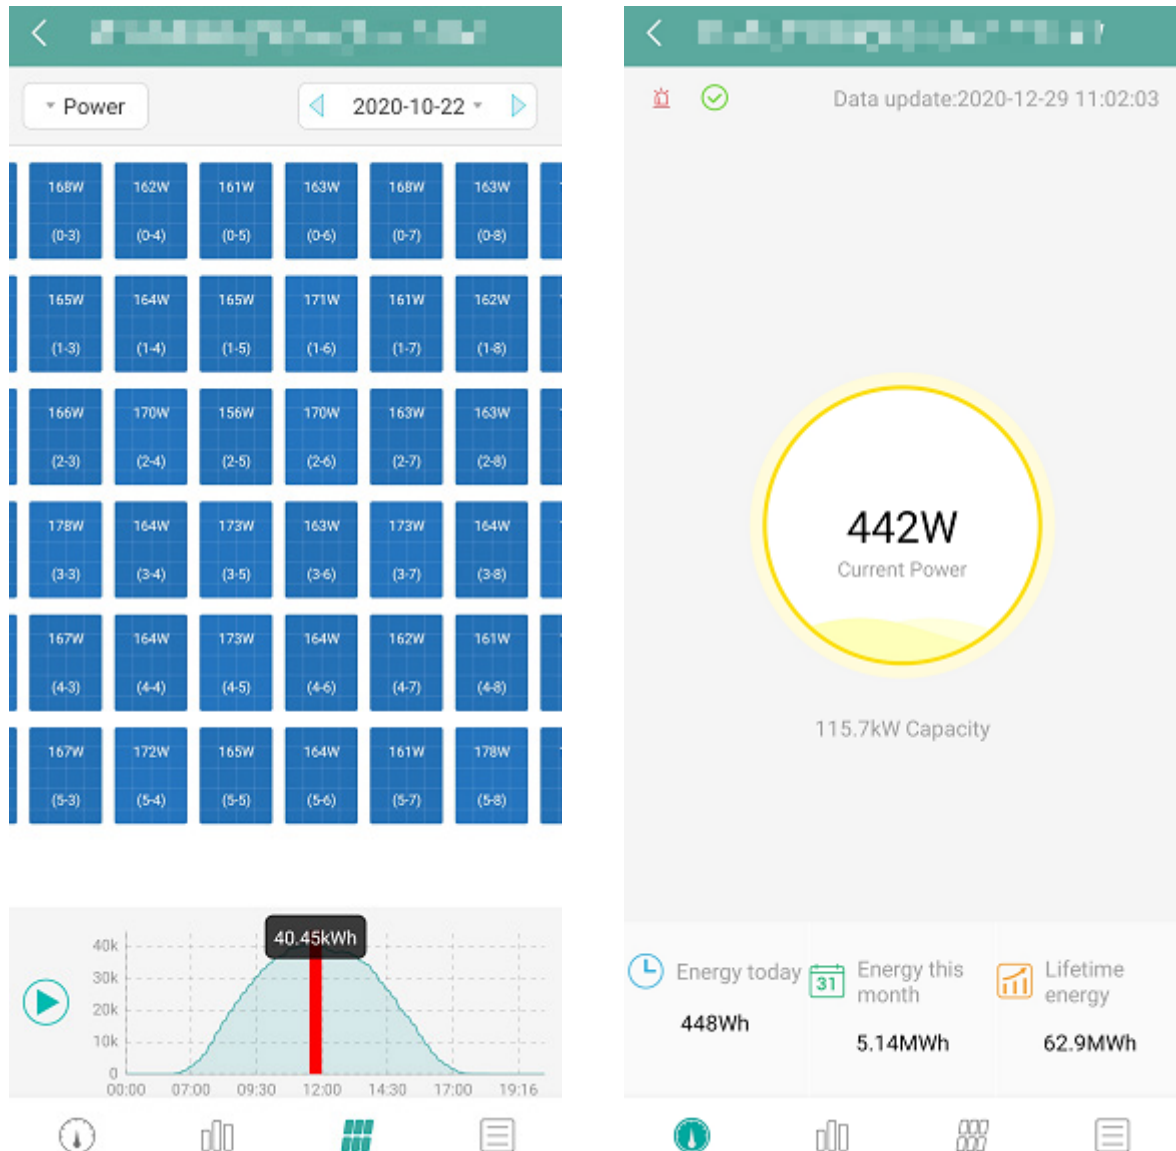 Power
2020-10-22
168W 162W 161W 163W 168W 163W
(0-3) (0-4) (0-5) (0-6) (0-7) (0-8)
165W 164W 165W 171W 161W 162W
(1-3) (1-4) (1-5) (1-6) (1-7) (1-8)
166W 170W 156W 170W 163W 163W
(2-3) (2-4) (2-5) (2-6) (2-7) (2-8)
178W 164W 173W 163W 173W 164W
(3-3) (3-4) (3-5) (3-6) (3-7) (3-8)
167W 164W 173W 164W 162W 161W
(4-3) (4-4) (4-5) (4-6) (4-7) (4-8)
167W 172W 165W 164W 161W 178W
(5-3) (5-4) (5-5) (5-6) (5-7) (5-8)
40.45kWh
40k
30k
20k
10k
0
00:00 07:00 09:30 12:00 14:30 17:00 19:16
Data update:2020-12-29 11:02:03
442W
Current Power
115.7kW Capacity
Energy today
448Wh
31
Energy this
month
5.14MWh
Lifetime
energy
62.9MWh